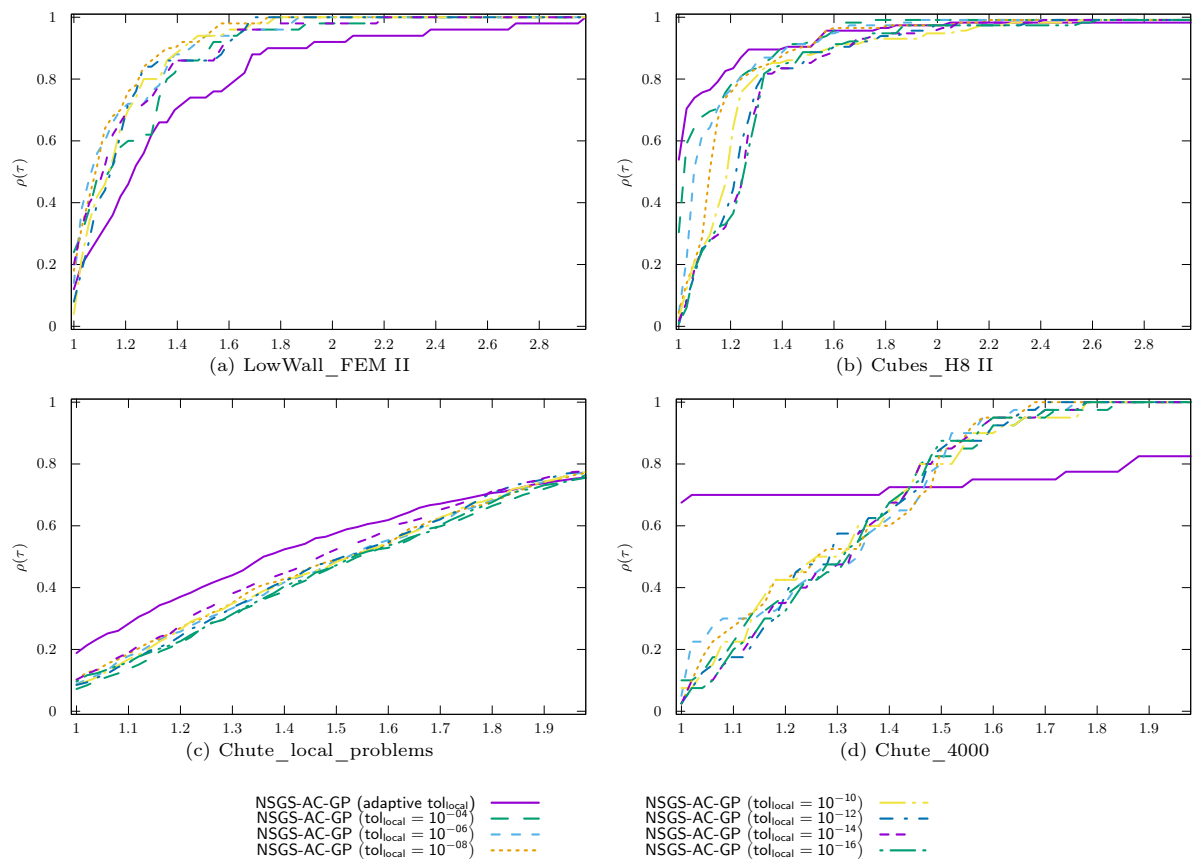 1
0.8
0.6
ρ(τ)
0.4
0.2
0
1 1.2 1.4 1.6 1.8 2 2.2 2.4 2.6 2.8
(a) LowWall_FEM II
1
0.8
0.6
ρ(τ)
0.4
0.2
0
1 1.2 1.4 1.6 1.8 2 2.2 2.4 2.6 2.8
(b) Cubes_H8 II
1
0.8
0.6
ρ(τ)
0.4
0.2
0
1 1.1 1.2 1.3 1.4 1.5 1.6 1.7 1.8 1.9
(c) Chute_local_problems
1
0.8
0.6
ρ(τ)
0.4
0.2
0
1 1.1 1.2 1.3 1.4 1.5 1.6 1.7 1.8 1.9
(d) Chute_4000
NSGS-AC-GP (adaptive tol_local)
NSGS-AC-GP (tol_local = 10^−04)
NSGS-AC-GP (tol_local = 10^−06)
NSGS-AC-GP (tol_local = 10^−08)
NSGS-AC-GP (tol_local = 10^−10)
NSGS-AC-GP (tol_local = 10^−12)
NSGS-AC-GP (tol_local = 10^−14)
NSGS-AC-GP (tol_local = 10^−16)